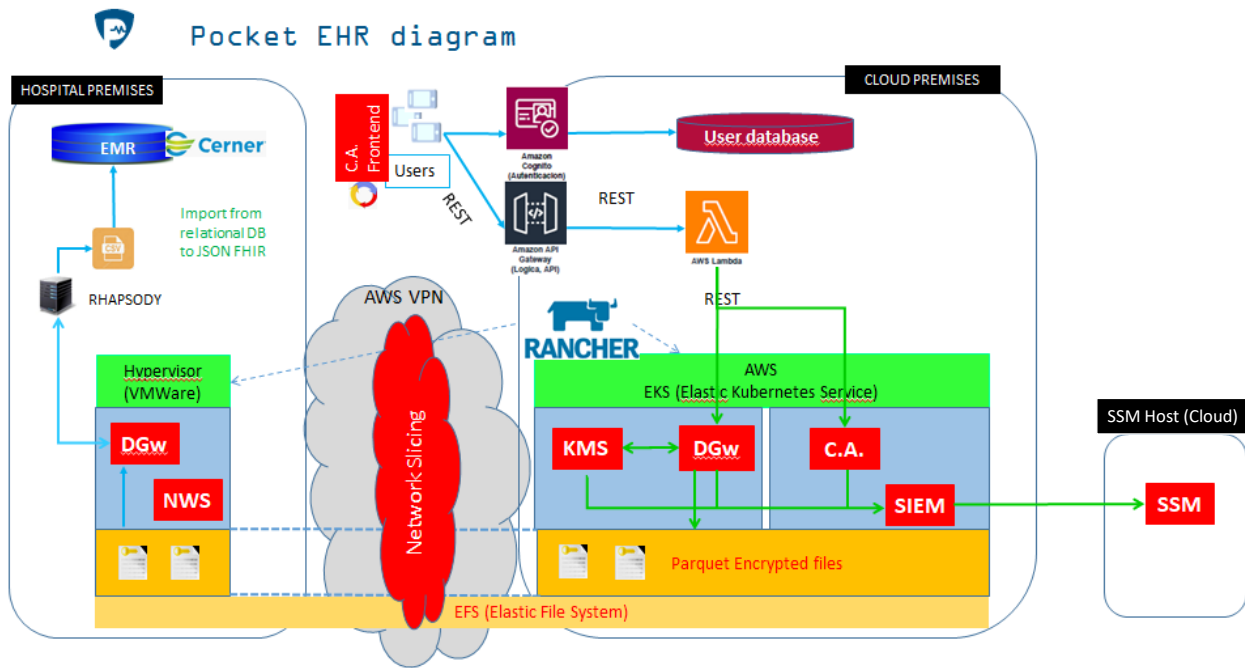 Pocket EHR diagram
HOSPITAL PREMISES
CLOUD PREMISES
EMR
Cerner
C.A.
Frontend
Users
Amazon
Cognito
(Autenticacion)
User database
REST
Import from
relational DB
to JSON FHIR
CSV
RHAPSODY
Amazon API
Gateway
(Logica, API)
REST
AWS Lambda
AWS VPN
REST
RANCHER
Hypervisor
(VMWare)
AWS
EKS (Elastic Kubernetes Service)
Network Slicing
DGw
NWS
KMS
DGw
C.A.
SIEM
SSM Host (Cloud)
SSM
Parquet Encrypted files
EFS (Elastic File System)